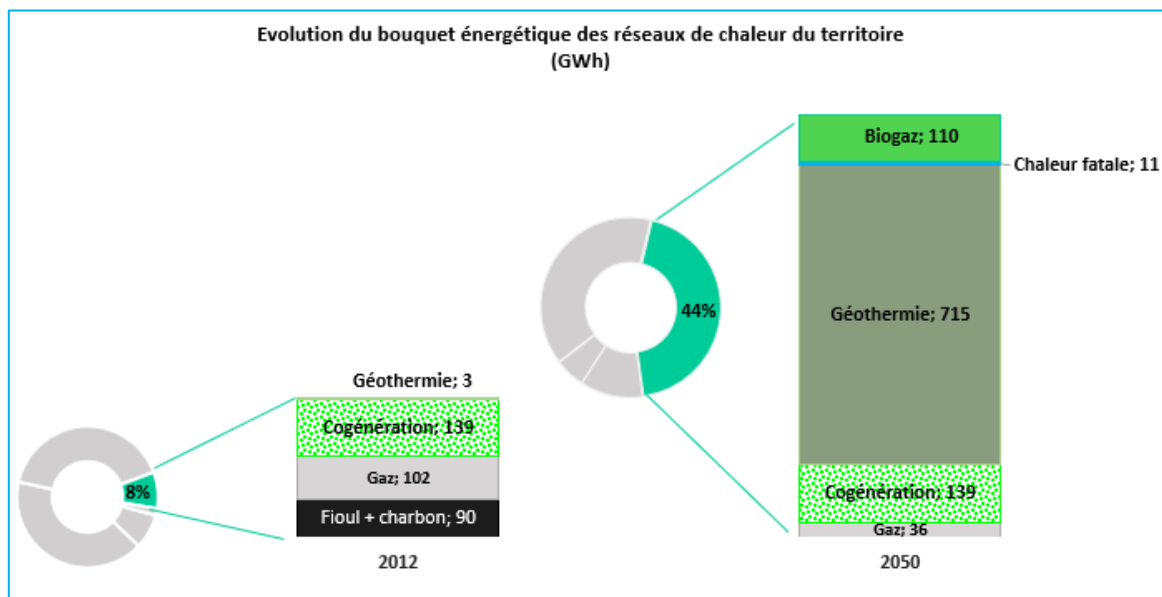 Evolution du bouquet énergétique des réseaux de chaleur du territoire
(GWh)
Biogaz; 110
Chaleur fatale; 11
44%
Géothermie; 715
Géothermie; 3
Cogénération; 139
8%
Gaz; 102
Fioul + charbon; 90
2012
Cogénération; 139
Gaz; 36
2050